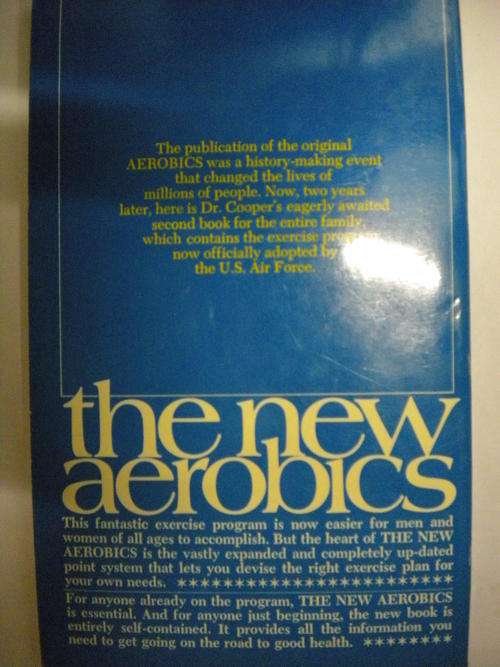 The publication of the original
AEROBICS was a history-making event
that changed the lives of
millions of people. Now, two years
later, here is Dr. Cooper's eagerly awaited
second book for the entire family,
which contains the exercise program
now officially adopted by
the U.S. Air Force.
the new
aerobics
This fantastic exercise program is now easier for men and
women of all ages to accomplish. But the heart of THE NEW
AEROBICS is the vastly expanded and completely up-dated
point system that lets you devise the right exercise plan for
your own needs. ************************
For anyone already on the program, THE NEW AEROBICS
is essential. And for anyone just beginning, the new book is
entirely self-contained. It provides all the information you
need to get going on the road to good health. ********